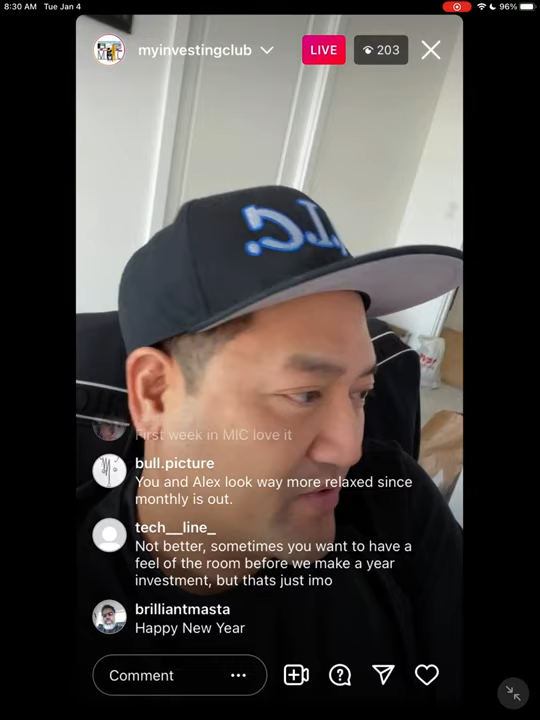 8:30 AM Tue Jan 4
96%
myinvestingclub
LIVE
203
First week in MIC love it
bull.picture
You and Alex look way more relaxed since
monthly is out.
tech__line_
Not better, sometimes you want to have a
feel of the room before we make a year
investment, but thats just imo
brilliantmasta
Happy New Year
Comment